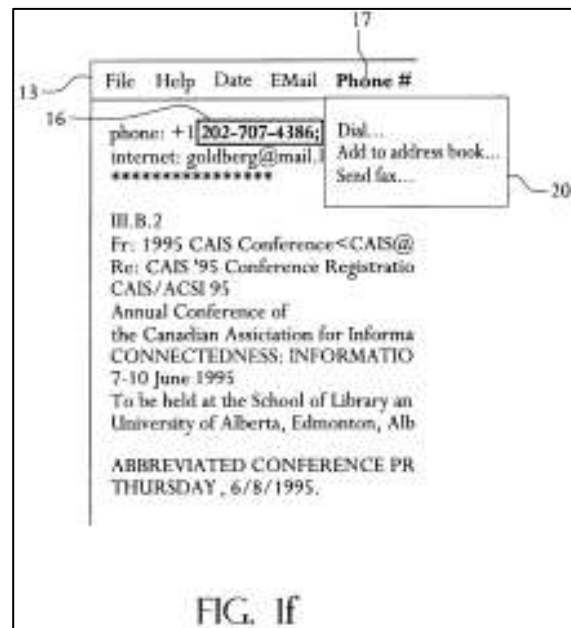 17
13 File Help Date EMail Phone #
16
phone: +1 202-707-4386; Dial...
internet: goldberg@mail.l Add to address book...
**************** Send fax...
20
III.B.2
Fr: 1995 CAIS Conference<CAIS@
Re: CAIS '95 Conference Registratio
CAIS/ACSI 95
Annual Conference of
the Canadian Assictation for Informa
CONNECTEDNESS: INFORMATIO
7-10 June 1995
To be held at the School of Library an
University of Alberta, Edmonton, Alb
ABBREVIATED CONFERENCE PR
THURSDAY , 6/8/1995.
FIG. 1f